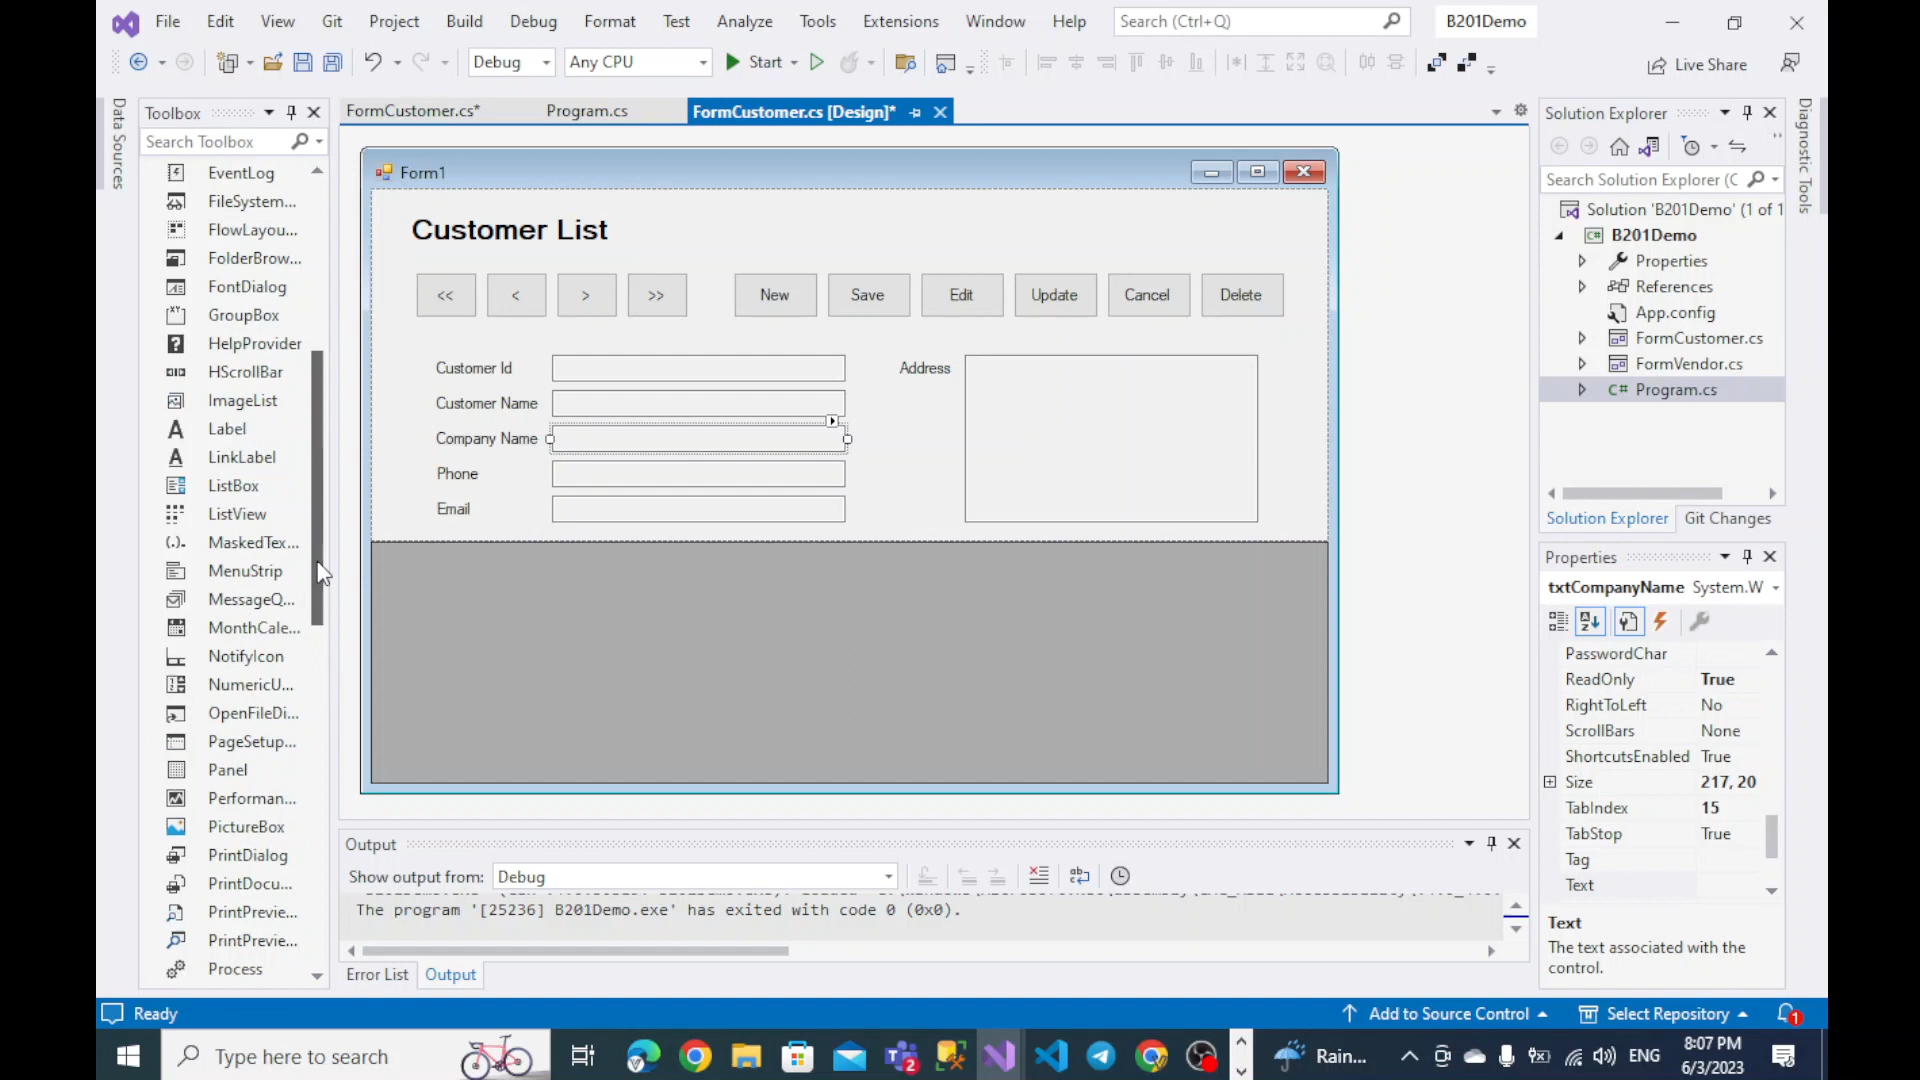 File Edit View Git Project Build Debug Format Test Analyze Tools Extensions Window Help Search (Ctrl+Q) B201Demo
Debug Any CPU Start Live Share
Data Sources
Toolbox
Search Toolbox
EventLog
FileSystem...
FlowLayou...
FolderBrow...
FontDialog
GroupBox
HelpProvider
HScrollBar
ImageList
Label
LinkLabel
ListBox
ListView
MaskedTex...
MenuStrip
MessageQ...
MonthCale...
NotifyIcon
NumericU...
OpenFileDi...
PageSetup...
Panel
Performan...
PictureBox
PrintDialog
PrintDocu...
PrintPrevie...
PrintPrevie...
Process
FormCustomer.cs* Program.cs FormCustomer.cs [Design]*
Form1
Customer List
<< < > >> New Save Edit Update Cancel Delete
Customer Id Address
Customer Name
Company Name
Phone
Email
Output
Show output from: Debug
The program '[25236] B201Demo.exe' has exited with code 0 (0x0).
Error List Output
Solution Explorer
Search Solution Explorer (C
Solution 'B201Demo' (1 of 1
C# B201Demo
Properties
References
App.config
FormCustomer.cs
FormVendor.cs
C# Program.cs
Solution Explorer Git Changes
Diagnostic Tools
Properties
txtCompanyName System.W
PasswordChar
ReadOnly True
RightToLeft No
ScrollBars None
ShortcutsEnabled True
Size 217, 20
TabIndex 15
TabStop True
Tag
Text
Text
The text associated with the
control.
Ready Add to Source Control Select Repository 1
Type here to search 2 Rain... ENG 8:07 PM
6/3/2023